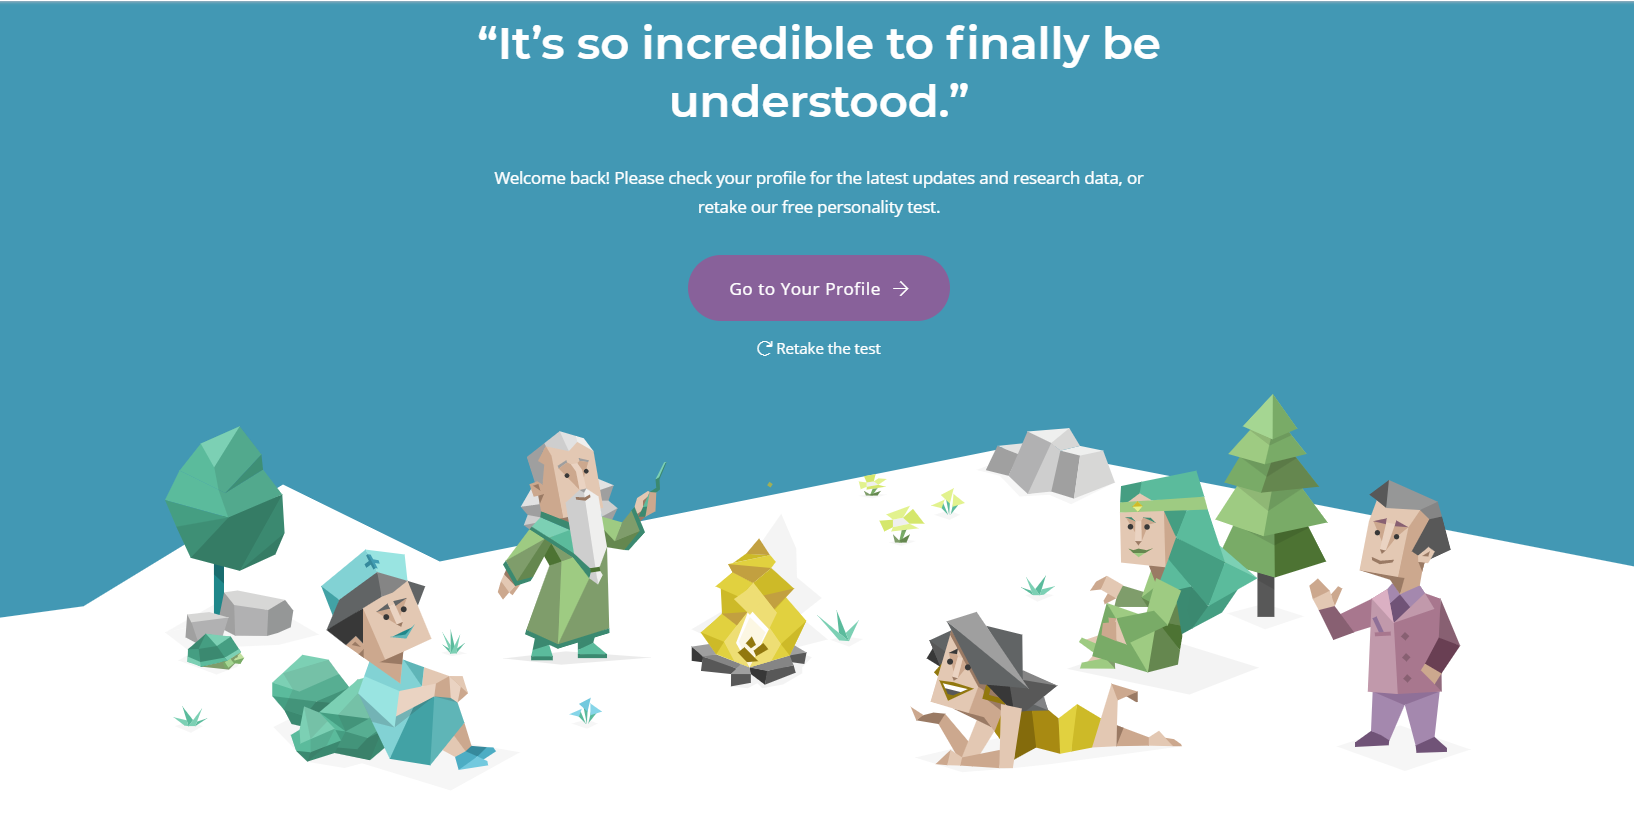 “It’s so incredible to finally be
understood.”
Welcome back! Please check your profile for the latest updates and research data, or
retake our free personality test.
Go to Your Profile
Retake the test